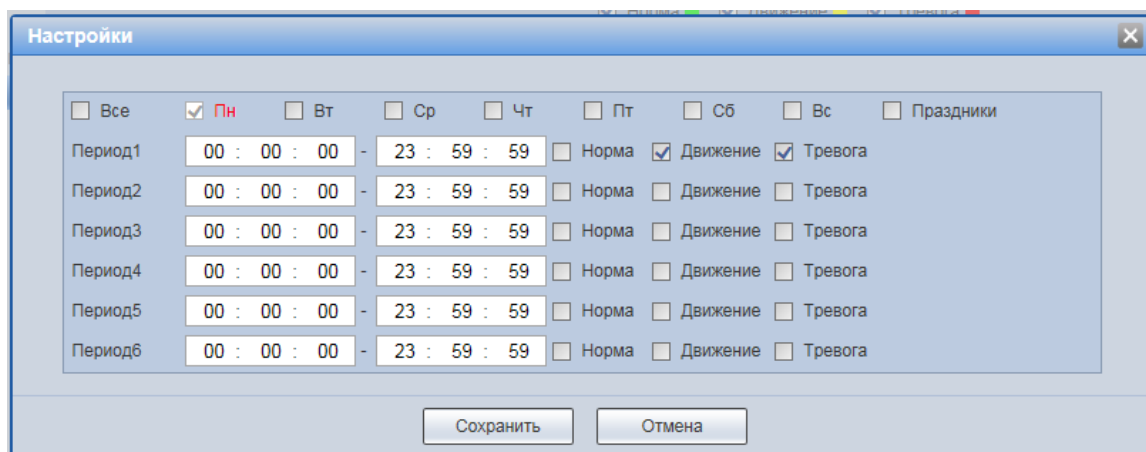 Норма Движение Тревога
Настройки
Все Пн Вт Ср Чт Пт Сб Вс Праздники
Период1 00 : 00 : 00 - 23 : 59 : 59 Норма Движение Тревога
Период2 00 : 00 : 00 - 23 : 59 : 59 Норма Движение Тревога
Период3 00 : 00 : 00 - 23 : 59 : 59 Норма Движение Тревога
Период4 00 : 00 : 00 - 23 : 59 : 59 Норма Движение Тревога
Период5 00 : 00 : 00 - 23 : 59 : 59 Норма Движение Тревога
Период6 00 : 00 : 00 - 23 : 59 : 59 Норма Движение Тревога
Сохранить Отмена